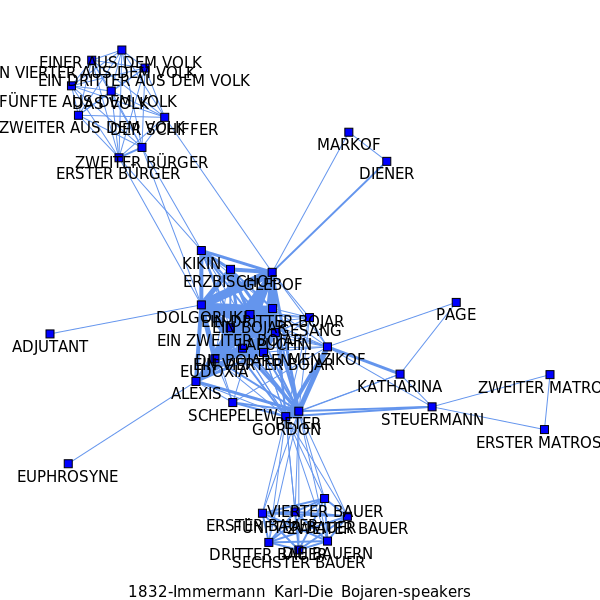 EINER AUS DEM VOLK
N VIERTER AUS DEM VOLK
EIN DRITTER AUS DEM VOLK
FÜNFTE AUS DEM VOLK
DAS VOLK
ZWEITER AUS DEM VOLK
DER SCHIFFER
ZWEITER BÜRGER
ERSTER BÜRGER
MARKOF
DIENER
KIKIN
ERZBISCHOF
GLEBOF
DOLGORUKI
EIN DRITTER BOJAR
EIN BOJAR
GESANG
EIN ZWEITER BOJAR
LAPUCHIN
DIE BOJAREN
MENZIKOF
EIN VIERTER BOJAR
EUDOXIA
ALEXIS
SCHEPELEW
PETER
GORDON
ADJUTANT
EUPHROSYNE
PAGE
KATHARINA
STEUERMANN
ZWEITER MATRO
ERSTER MATROS
VIERTER BAUER
ERSTER BAUER
FÜNFTER BAUER
ZWEITER BAUER
DRITTER BAUER
DIE BAUERN
SECHSTER BAUER
1832-Immermann_Karl-Die_Bojaren-speakers